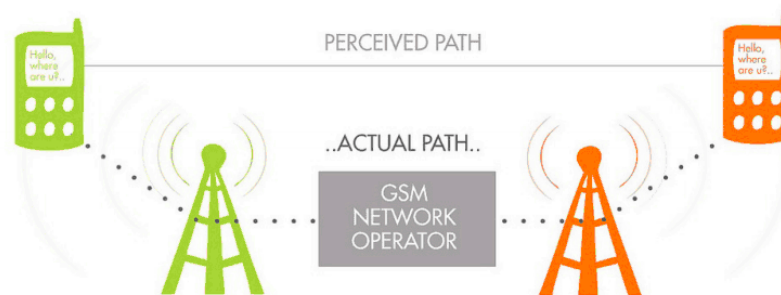 PERCEIVED PATH
Hello,
where
are u?..
Hello,
where
are u?..
..ACTUAL PATH..
GSM
NETWORK
OPERATOR